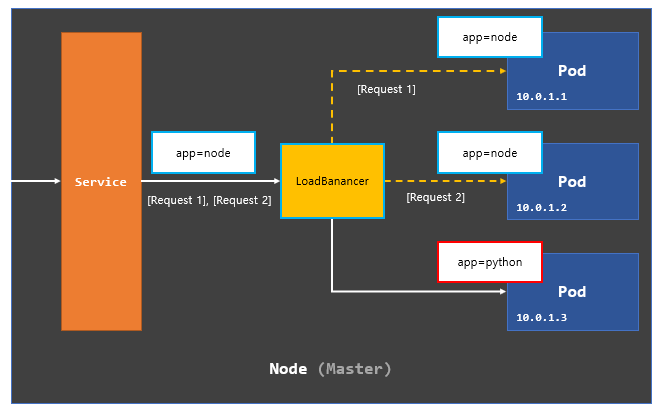 app=node
Pod
[Request 1]
10.0.1.1
app=node
app=node
Pod
Service
LoadBanancer
[Request 1], [Request 2]
[Request 2]
10.0.1.2
app=python
Pod
10.0.1.3
Node (Master)